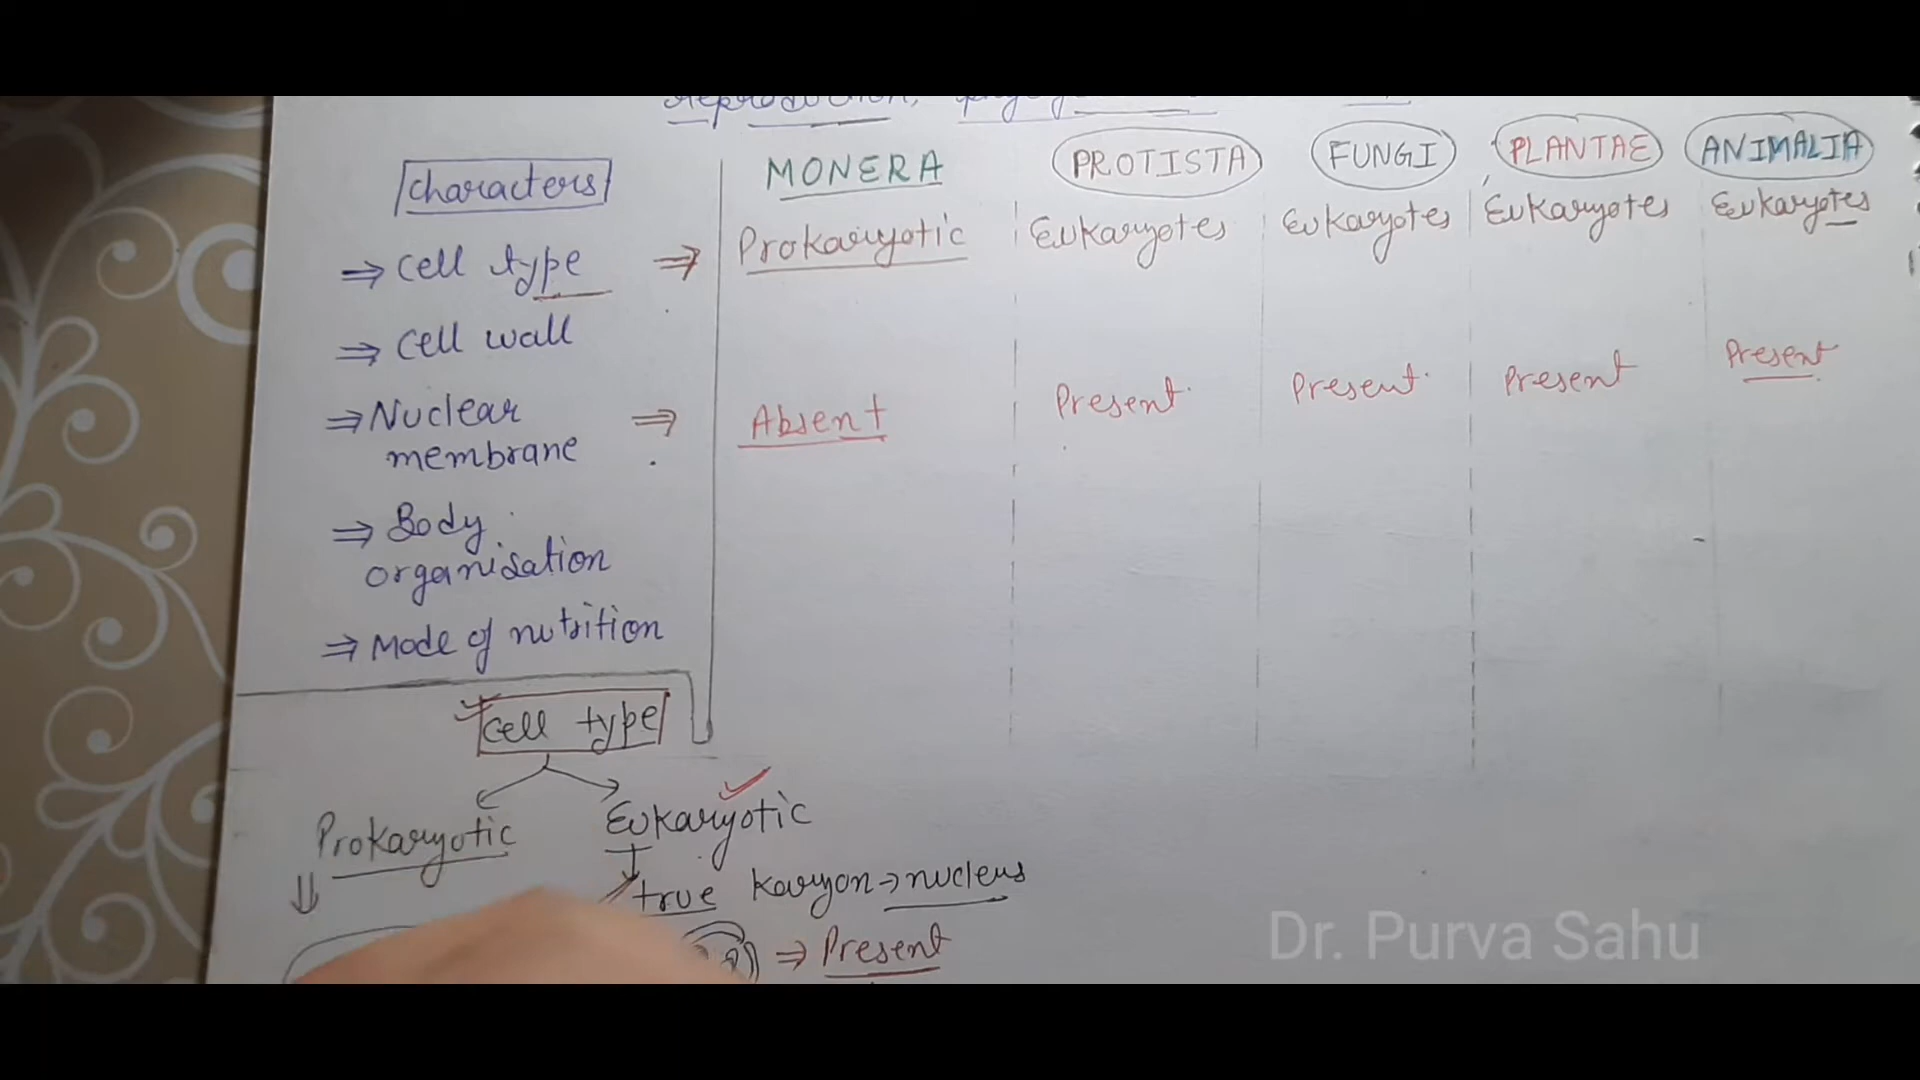 reproduction,
characters
MONERA
PROTISTA
FUNGI
PLANTAE
ANIMALIA
⇒ cell type ⇒ Prokaryotic
Eukaryotes
Eukaryotes
Eukaryotes
Eukaryotes
⇒ cell wall
⇒ Nuclear
membrane ⇒ Absent
Present
Present
Present
Present
⇒ Body
organisation
⇒ Mode of nutrition
cell type
Prokaryotic
Eukaryotic
true Karyon → nucleus
⇒ Present
Dr. Purva Sahu